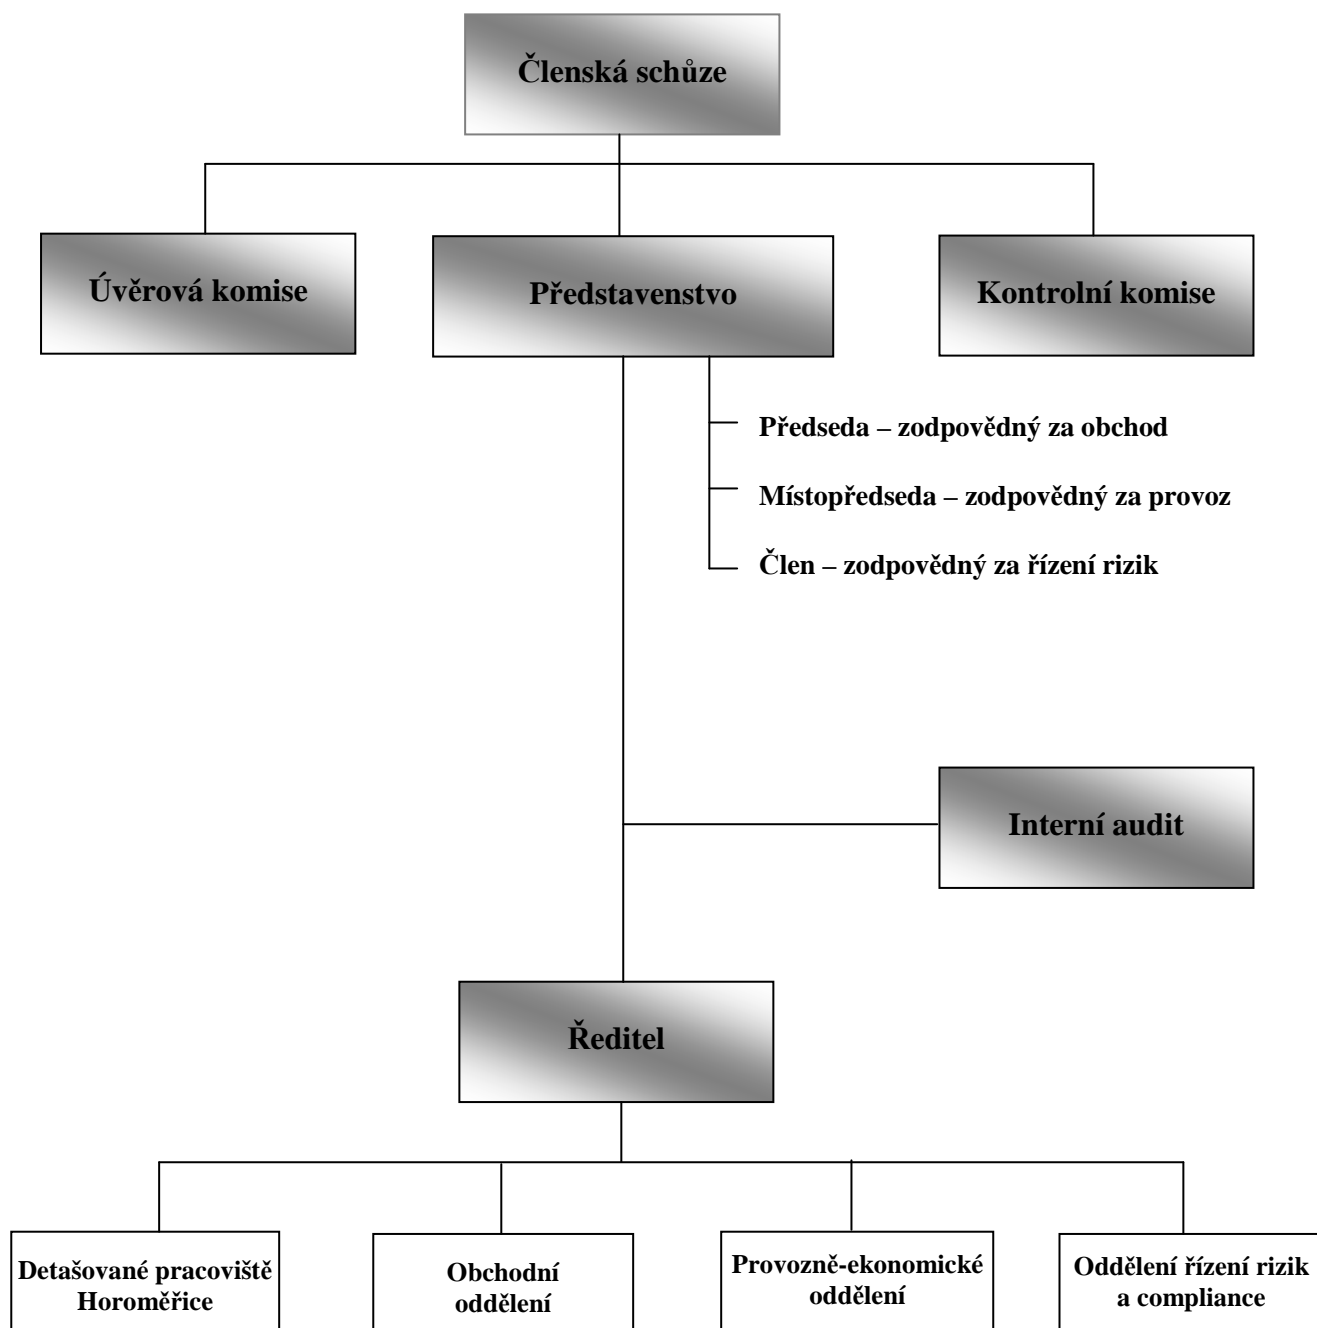 Členská schůze
Úvěrová komise
Představenstvo
Kontrolní komise
Předseda – zodpovědný za obchod
Místopředseda – zodpovědný za provoz
Člen – zodpovědný za řízení rizik
Interní audit
Ředitel
Detašované pracoviště
Horoměřice
Obchodní
oddělení
Provozně-ekonomické
oddělení
Oddělení řízení rizik
a compliance